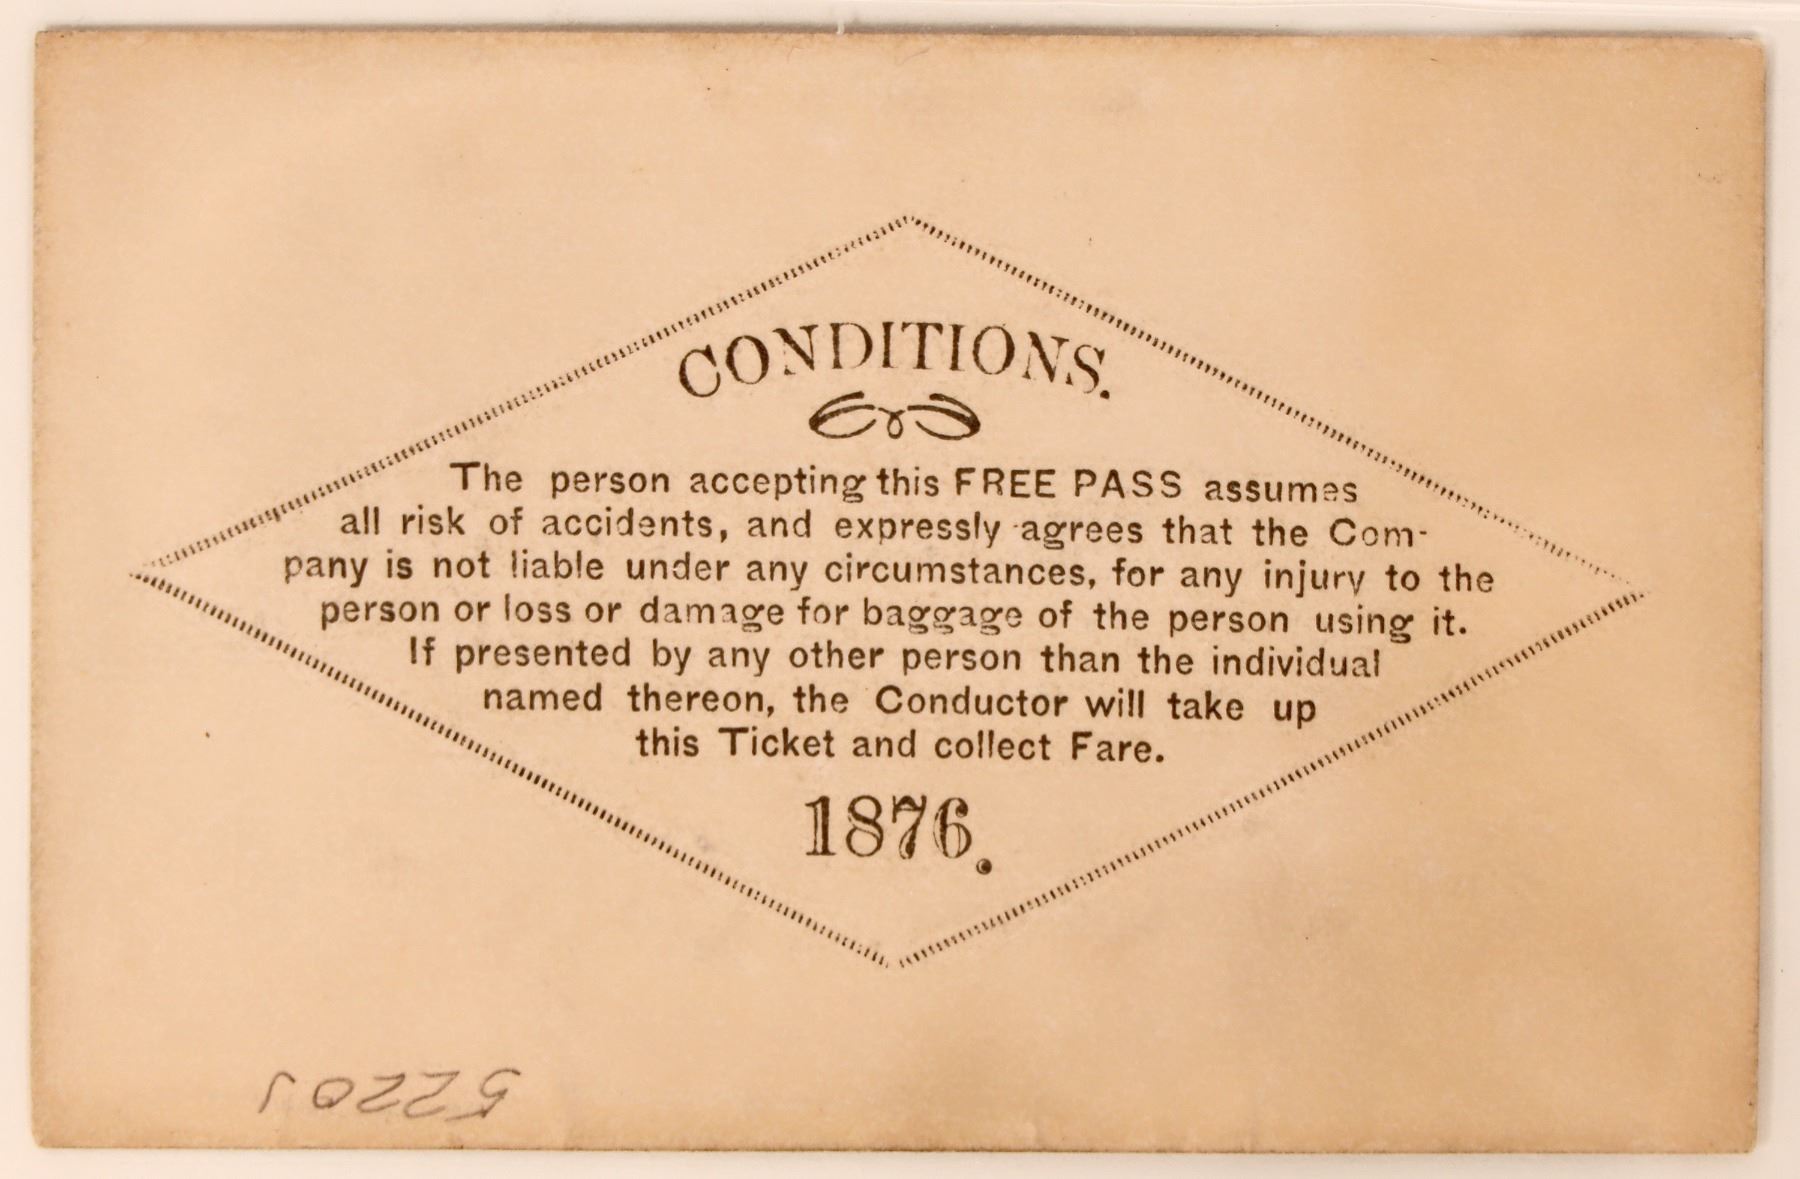 CONDITIONS.
The person accepting this FREE PASS assumes
all risk of accidents, and expressly agrees that the Com-
pany is not liable under any circumstances, for any injury to the
person or loss or damage for baggage of the person using it.
If presented by any other person than the individual
named thereon, the Conductor will take up
this Ticket and collect Fare.
1876.